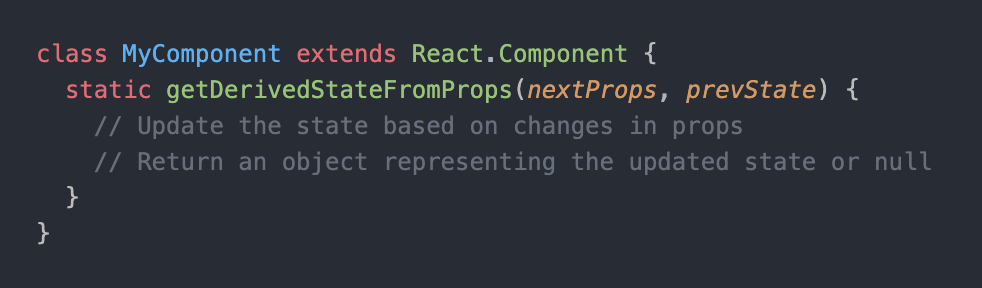 class MyComponent extends React.Component {
  static getDerivedStateFromProps(nextProps, prevState) {
    // Update the state based on changes in props
    // Return an object representing the updated state or null
  }
}